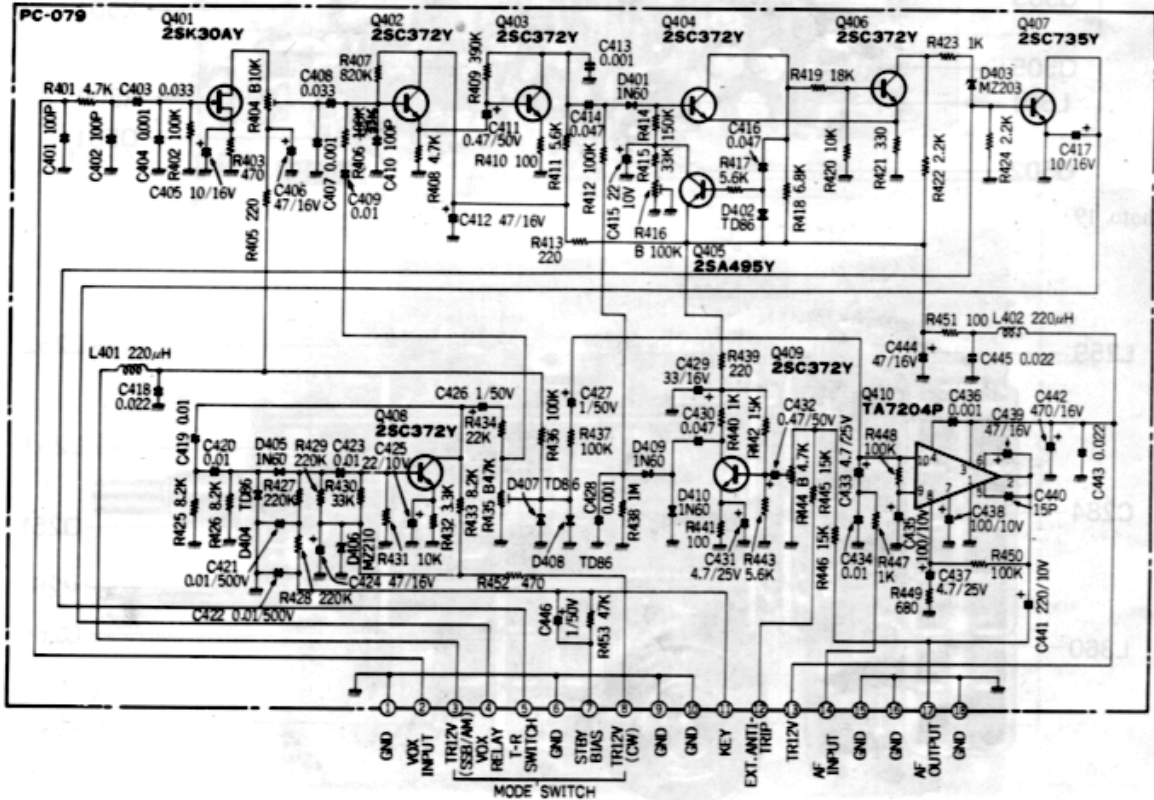 PC-079
Q401
2SK30AY
Q402
2SC372Y
Q403
2SC372Y
Q404
2SC372Y
Q406
2SC372Y
Q407
2SC735Y
R401 4.7K
C403 0.033
C401 100P
C402 100P
C404 0.001
R402 100K
R403
470
C405 10/16V
R404 B10K
C406
47/16V
R405 220
C408
0.033
C407 0.001
R406
C409
0.01
R407
820K
C410 100P
R408 4.7K
C412 47/16V
R409 390K
C411
0.47/50V
R410 100
R411 5.6K
C413
0.001
C414
0.047
R412 100K
R413
220
D401
1N60
R414
150K
R415
33K
C415 22
10V
R416
B 100K
Q405
2SA495Y
C416
0.047
R417
5.6K
D402
TD86
R418 6.8K
R419 18K
R420 10K
R421 330
R422 2.2K
R423 1K
D403
MZ203
R424 2.2K
C417
10/16V
L401 220μH
C418
0.022
C419 0.01
C420
0.01
D405
1N60
R429
220K
C423
0.01
R425 8.2K
R426 8.2K
TD86
D404
R427
220K
R430
33K
C421
0.01/500V
C422 0.01/500V
R428 220K
D406
MZ210
C424 47/16V
R431 10K
Q408
2SC372Y
C425
22/10V
R432 3.3K
R433 8.2K
C426 1/50V
R434
22K
R435 B47K
R452 470
R436 100K
D407
TD86
D408
TD86
C427
1/50V
R437
100K
C428
0.001
R438 1M
C446
1/50V
R453 47K
D409
1N60
D410
1N60
C429
33/16V
C430
0.047
R439
220
R440 1K
R441
100
C431
4.7/25V
Q409
2SC372Y
R442 15K
R443
5.6K
C432
0.47/50V
R444 B 4.7K
R445 15K
R446 15K
C433 4.7/25V
C434
0.01
R447
1K
R448
100K
C435
100/10V
Q410
TA7204P
C436
0.001
C437
4.7/25V
C438
100/10V
C439
47/16V
C440
15P
C441 220/10V
C442
470/16V
C443 0.022
C444
47/16V
C445 0.022
R449
680
R450
100K
R451 100
L402 220μH
10
4
6
9
8
7
3
1
5
2
1 2 3 4 5 6 7 8 9 10 11 12 13 14 15 16 17 18
GND
VOX
INPUT
TR12V
(SSB/AM)
VOX
RELAY
T-R
SWITCH
GND
STBY
BIAS
TR12V
(CW)
GND
GND
KEY
EXT.ANTI-
TRIP
TR12V
AF
INPUT
GND
GND
AF
OUTPUT
GND
MODE SWITCH